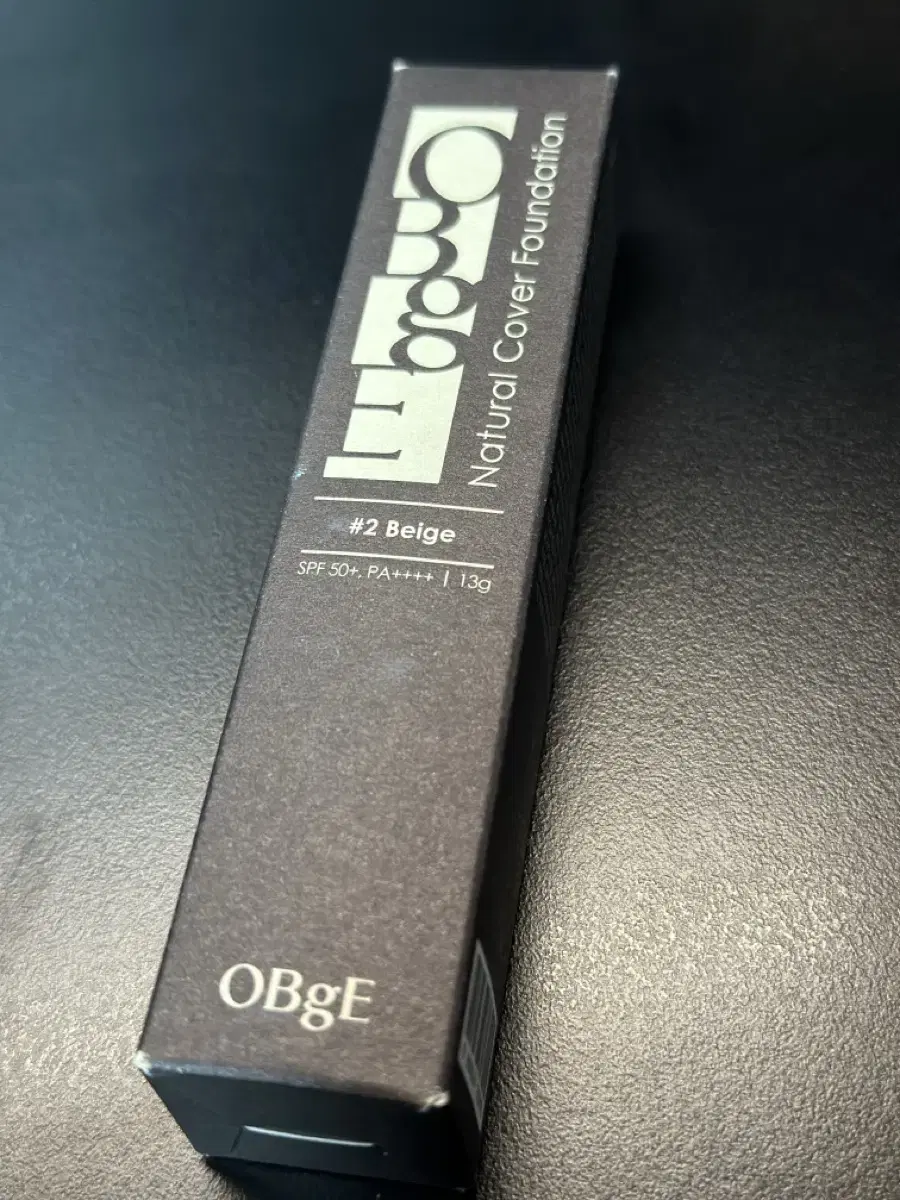 OBgE
Natural Cover Foundation
#2 Beige
SPF 50+, PA++++ | 13g
OBgE